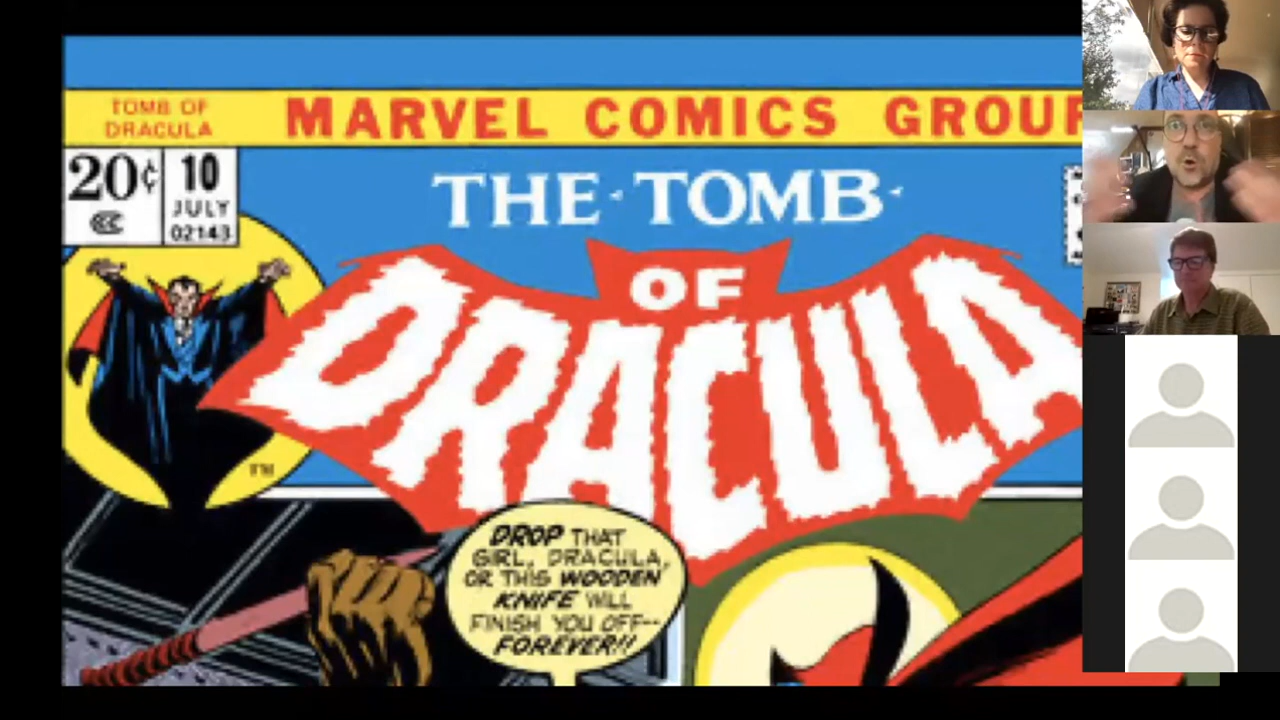 TOMB OF
DRACULA
MARVEL COMICS GROUP
20¢
10
JULY
02143
CC
THE·TOMB·
OF
DRACULA
TM
DROP THAT
GIRL, DRACULA,
OR THIS WOODEN
KNIFE WILL
FINISH YOU OFF--
FOREVER!!